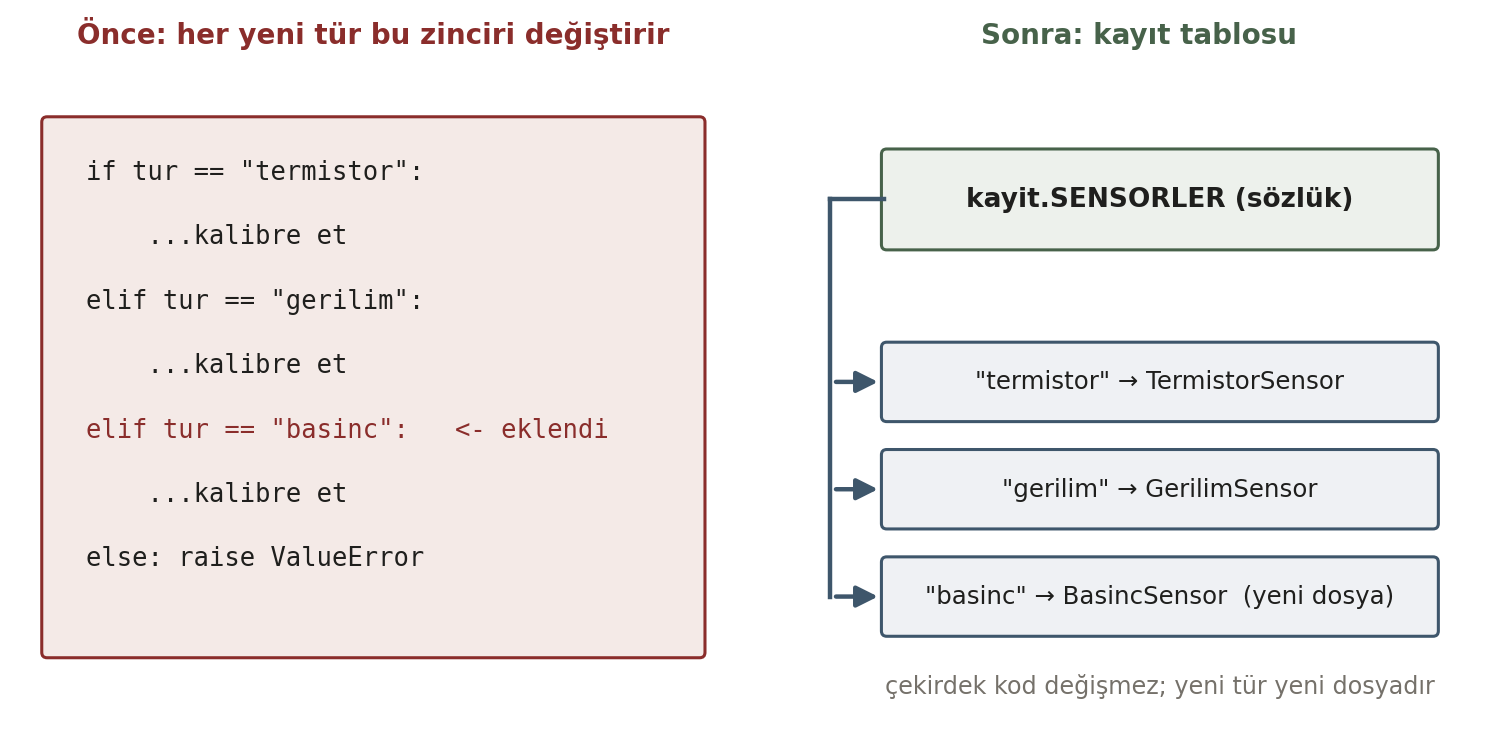 Önce: her yeni tür bu zinciri değiştirir
if tur == "termistor":
    ...kalibre et
elif tur == "gerilim":
    ...kalibre et
elif tur == "basinc":   <- eklendi
    ...kalibre et
else: raise ValueError
Sonra: kayıt tablosu
kayit.SENSORLER (sözlük)
"termistor" → TermistorSensor
"gerilim" → GerilimSensor
"basinc" → BasincSensor  (yeni dosya)
çekirdek kod değişmez; yeni tür yeni dosyadır